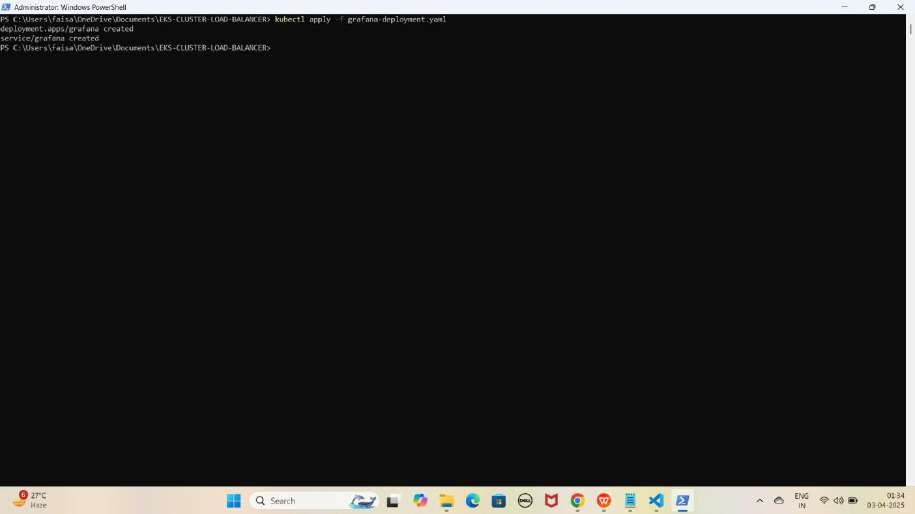 Administrator: Windows PowerShell
PS C:\Users\faisa\OneDrive\Documents\EKS-CLUSTER-LOAD-BALANCER> kubectl apply -f grafana-deployment.yaml
deployment.apps/grafana created
service/grafana created
PS C:\Users\faisa\OneDrive\Documents\EKS-CLUSTER-LOAD-BALANCER>
6
27°C
Haze
Search
DELL
ENG
IN
01:34
03-04-2025